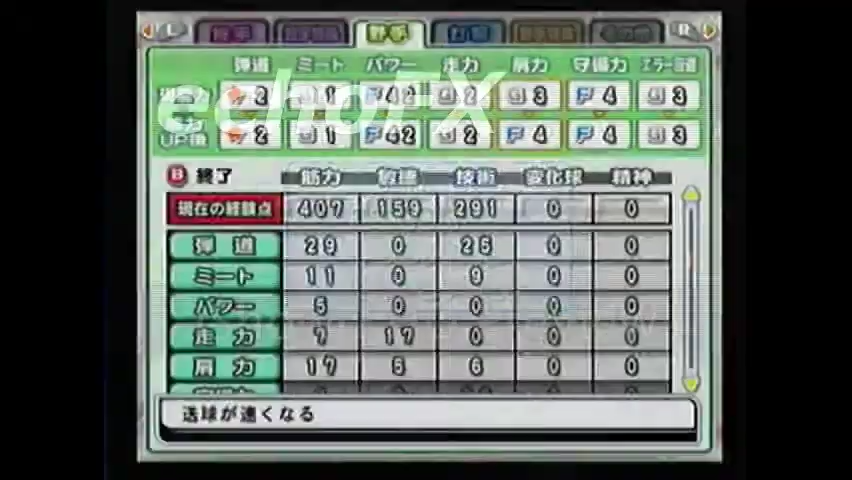 L 野手 R
弾道 ミート パワー 走力 肩力 守備力 エラー回避
2 G 1 F 42 G 2 G 3 F 4 G 3
UP後 2 G 1 F 42 G 2 F 4 F 4 G 3
echoFX
B 終了 筋力 敏捷 技術 変化球 精神
現在の経験点 407 159 291 0 0
弾道 29 0 25 0 0
ミート 11 0 9 0 0
パワー 5 0 0 0 0
走力 7 17 0 0 0
肩力 17 5 6 0 0
送球が速くなる